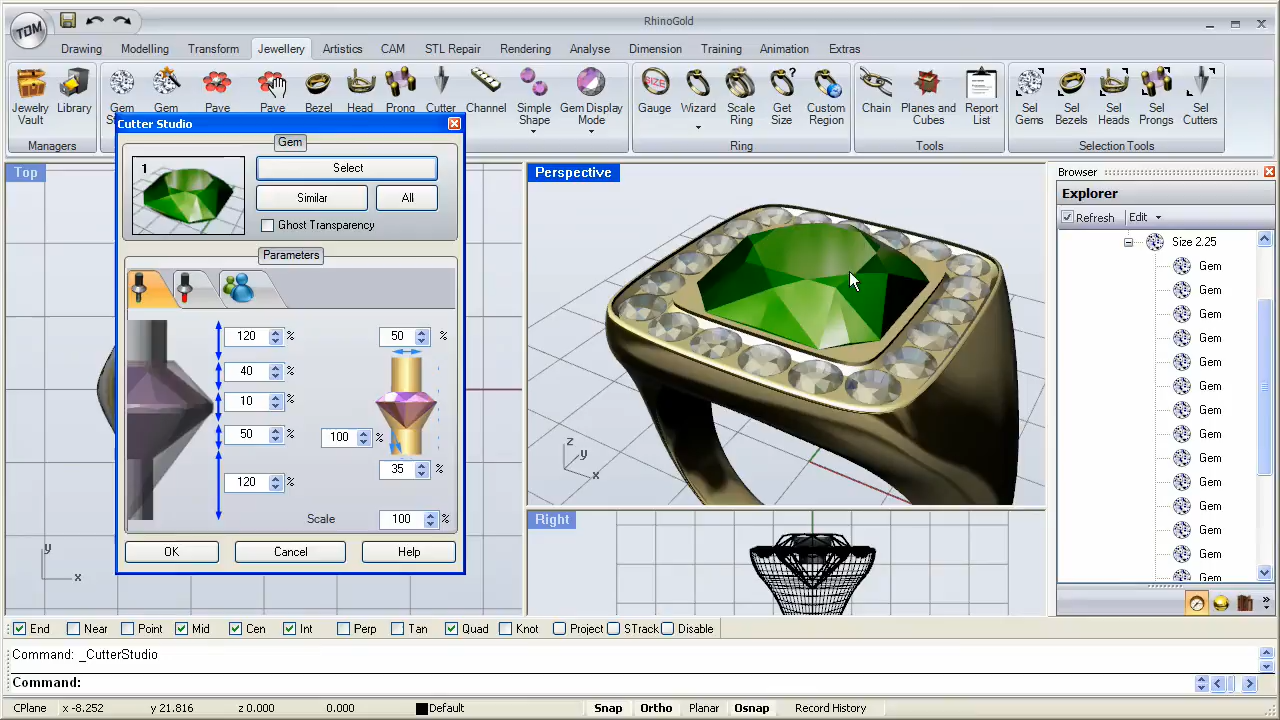 RhinoGold
TDM
Drawing Modelling Transform Jewellery Artistics CAM STL Repair Rendering Analyse Dimension Training Animation Extras
SIZE
Jewelry Vault
Library
Gem
Gem
Pave
Pave
Bezel
Head
Prong
Cutter
Channel
Simple Shape
Gem Display Mode
Gauge
Wizard
Scale Ring
Get Size
Custom Region
Chain
Planes and Cubes
Report List
Sel Gems
Sel Bezels
Sel Heads
Sel Prongs
Sel Cutters
Managers
Ring
Tools
Selection Tools
Cutter Studio
Gem
1
Select
Similar
All
Ghost Transparency
Parameters
120 %
50 %
40 %
10 %
50 %
100 %
35 %
120 %
Scale 100 %
OK Cancel Help
Top
Perspective
z
y
x
Right
y
x
Browser
Explorer
Refresh Edit
Size 2.25
Gem
Gem
Gem
Gem
Gem
Gem
Gem
Gem
Gem
Gem
Gem
Gem
Gem
Gem
End Near Point Mid Cen Int Perp Tan Quad Knot Project STrack Disable
Command: _CutterStudio
Command:
CPlane x -8.252 y 21.816 z 0.000 0.000 Default Snap Ortho Planar Osnap Record History